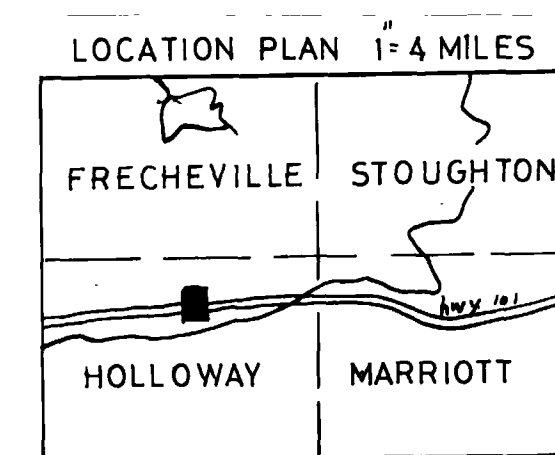 LOCATION PLAN 1"= 4 MILES
FRECHEVILLE
STOUGHTON
hwy 101
HOLLOWAY
MARRIOTT